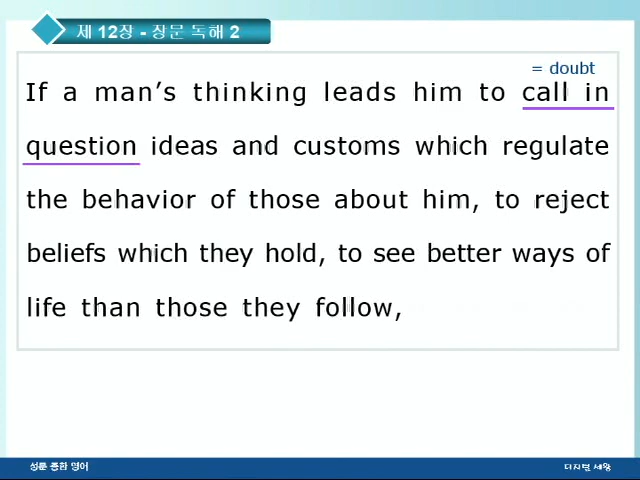 제 12장 - 장문 독해 2
= doubt
If a man's thinking leads him to call in
question ideas and customs which regulate
the behavior of those about him, to reject
beliefs which they hold, to see better ways of
life than those they follow,
성문 종합 영어
디지털 세왕